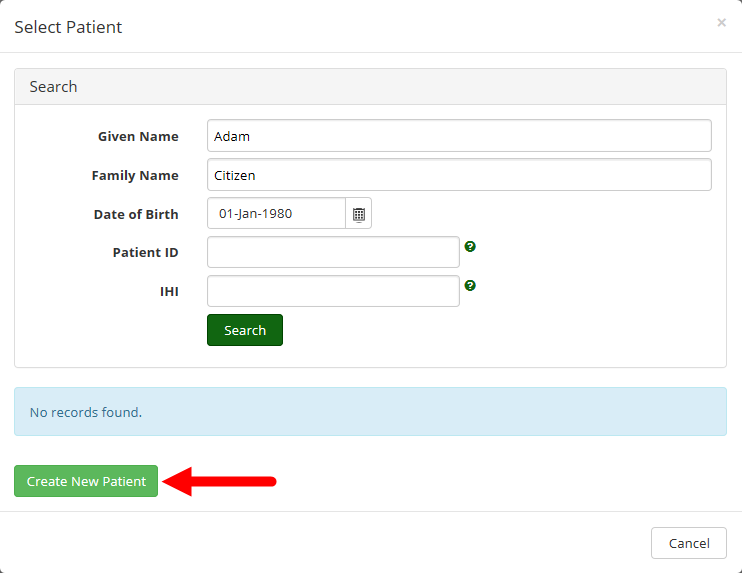 Select Patient ×
Search
Given Name Adam
Family Name Citizen
Date of Birth 01-Jan-1980
Patient ID ?
IHI ?
Search
No records found.
Create New Patient
Cancel